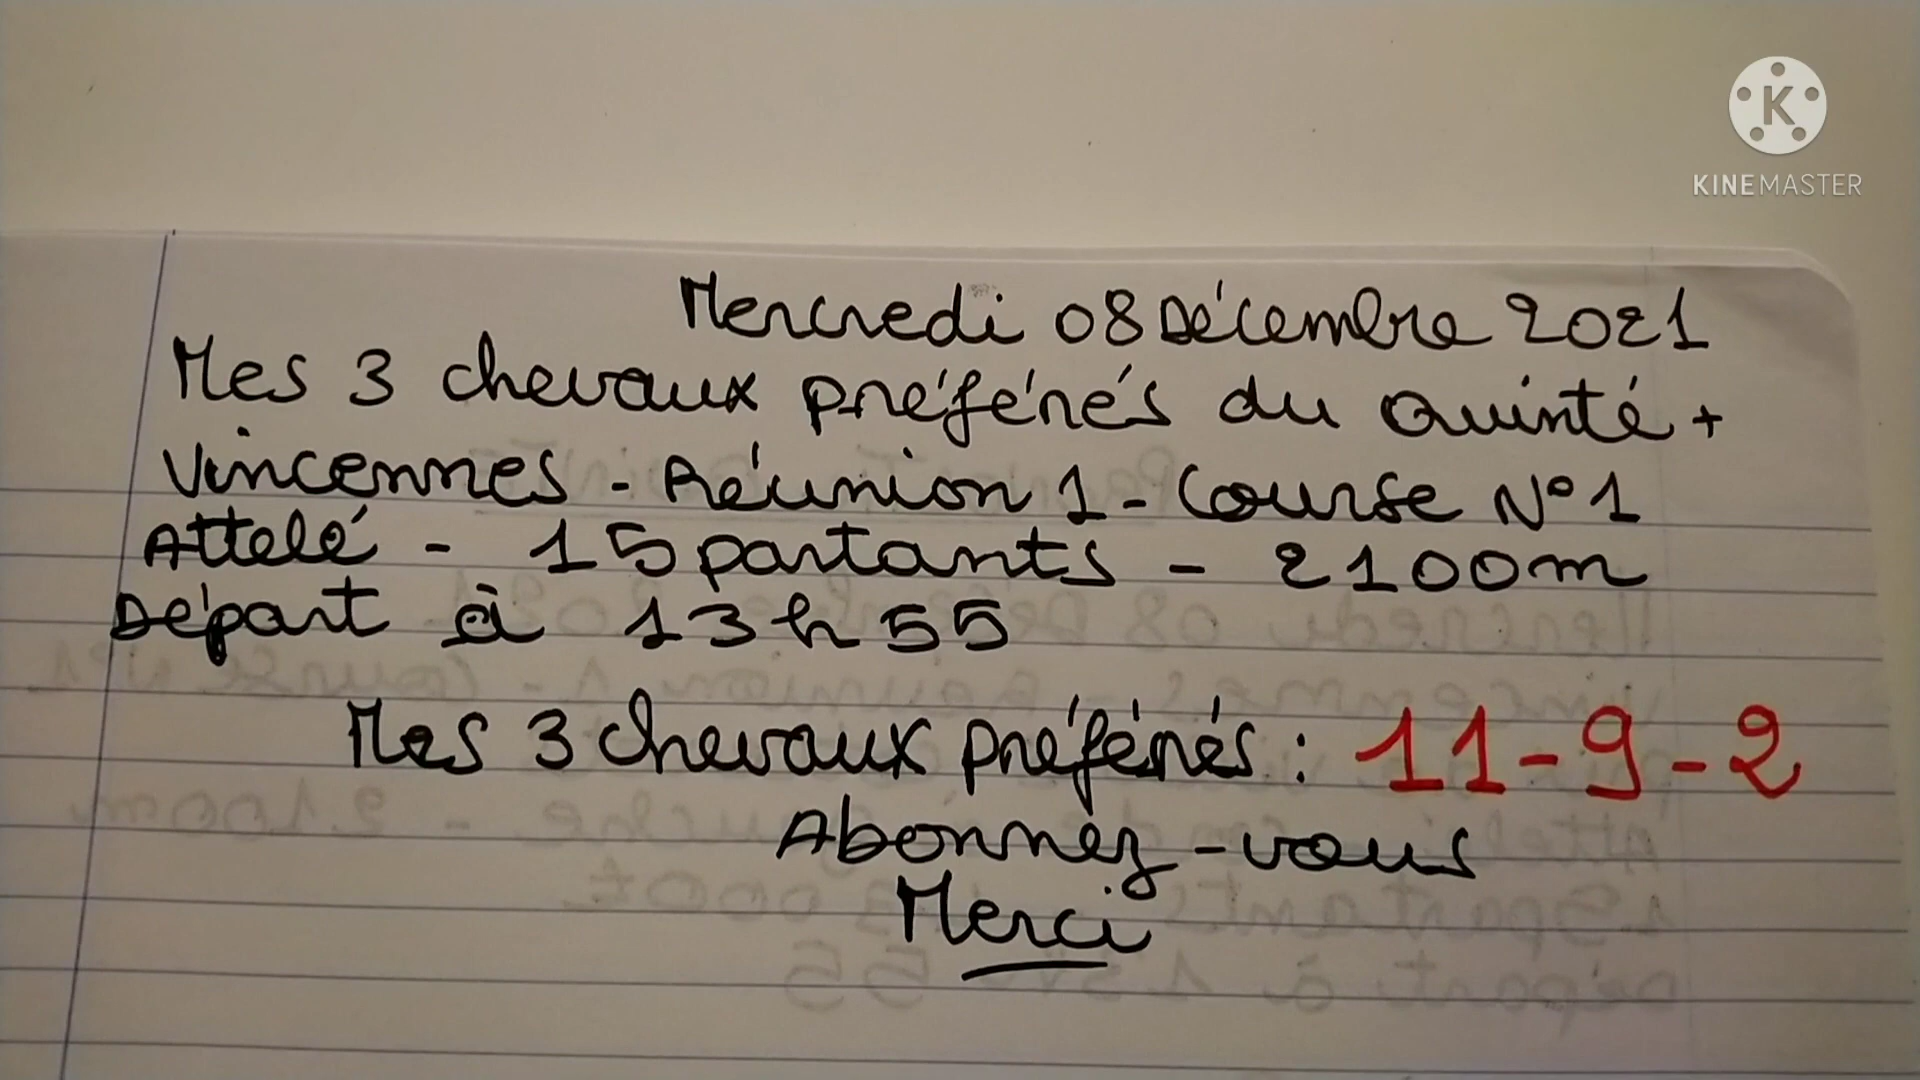 K
KINEMASTER
Mercredi 08 Décembre 2021
Mes 3 chevaux préférés du Quinté +
Vincennes - Réunion 1 - Course N°1
Attelé - 15 partants - 2100m
Départ à 13h55
Mes 3 chevaux préférés : 11-9-2
Abonnez-vous
Merci